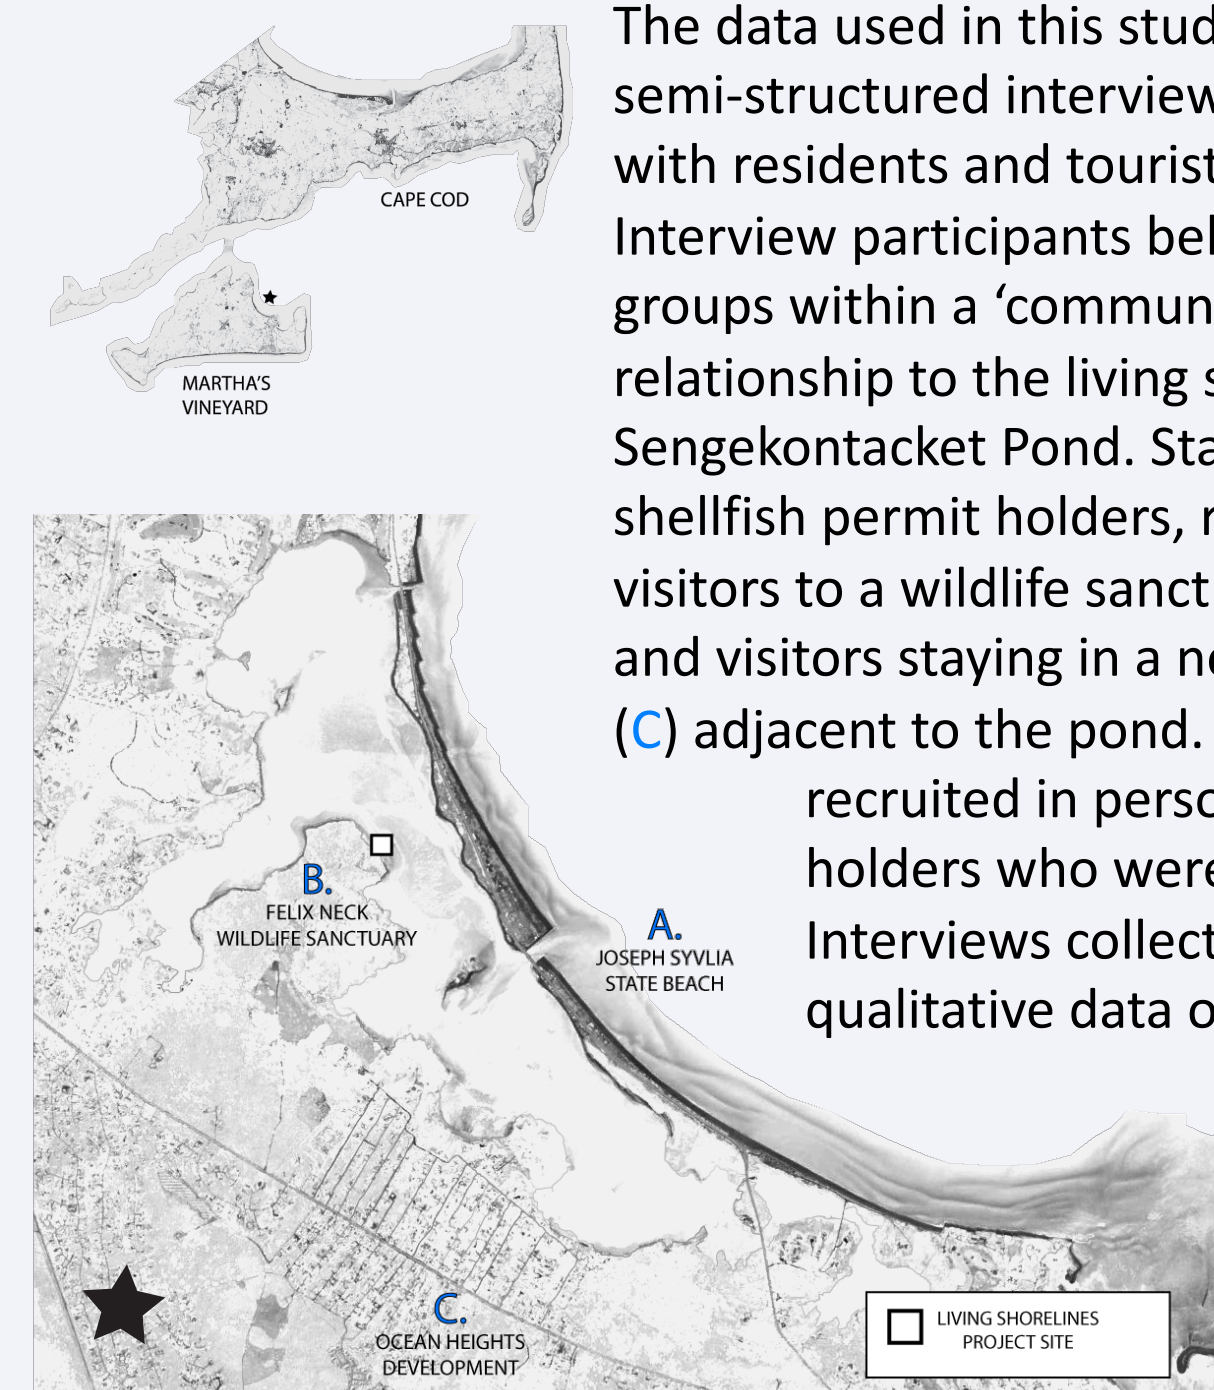 CAPE COD
MARTHA'S
VINEYARD
B.
FELIX NECK
WILDLIFE SANCTUARY
A.
JOSEPH SYVLIA
STATE BEACH
C.
OCEAN HEIGHTS
DEVELOPMENT
LIVING SHORELINES
PROJECT SITE
The data used in this stud
semi-structured interview
with residents and tourist
Interview participants bel
groups within a ‘commun
relationship to the living s
Sengekontacket Pond. Sta
shellfish permit holders, r
visitors to a wildlife sanct
and visitors staying in a ne
(C) adjacent to the pond.
recruited in perso
holders who were
Interviews collect
qualitative data o